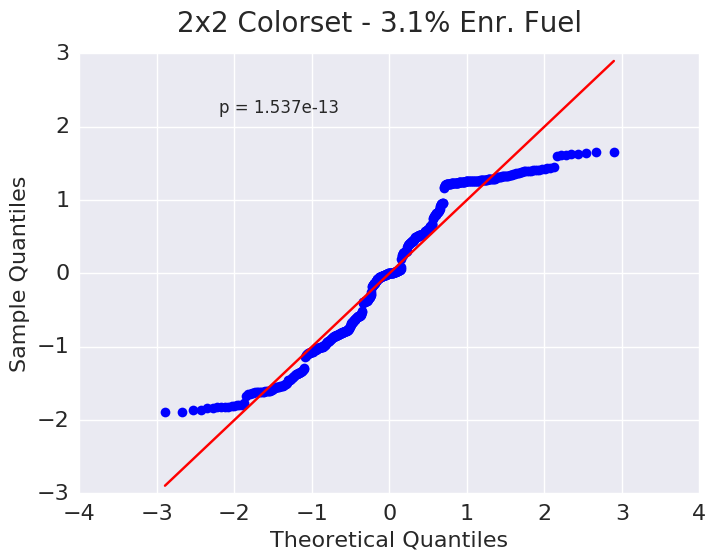 2x2 Colorset - 3.1% Enr. Fuel
3
p = 1.537e-13
2
1
0
−1
−2
−3
Sample Quantiles
−4 −3 −2 −1 0 1 2 3 4
Theoretical Quantiles